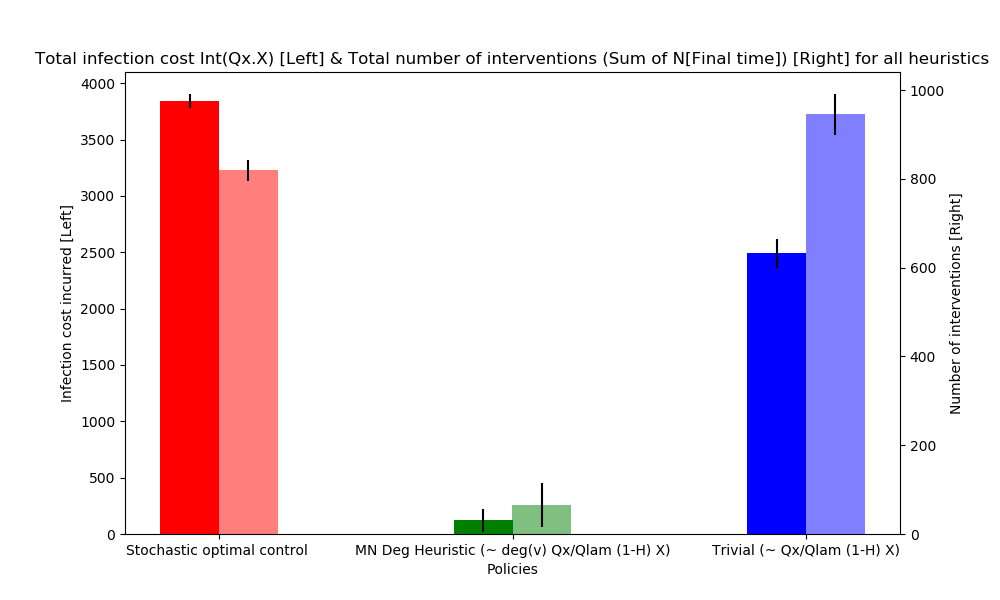 Total infection cost Int(Qx.X) [Left] & Total number of interventions (Sum of N[Final time]) [Right] for all heuristics
4000
3500
3000
2500
2000
1500
1000
500
0
Infection cost incurred [Left]
1000
800
600
400
200
0
Number of interventions [Right]
Stochastic optimal control
MN Deg Heuristic (~ deg(v) Qx/Qlam (1-H) X)
Trivial (~ Qx/Qlam (1-H) X)
Policies